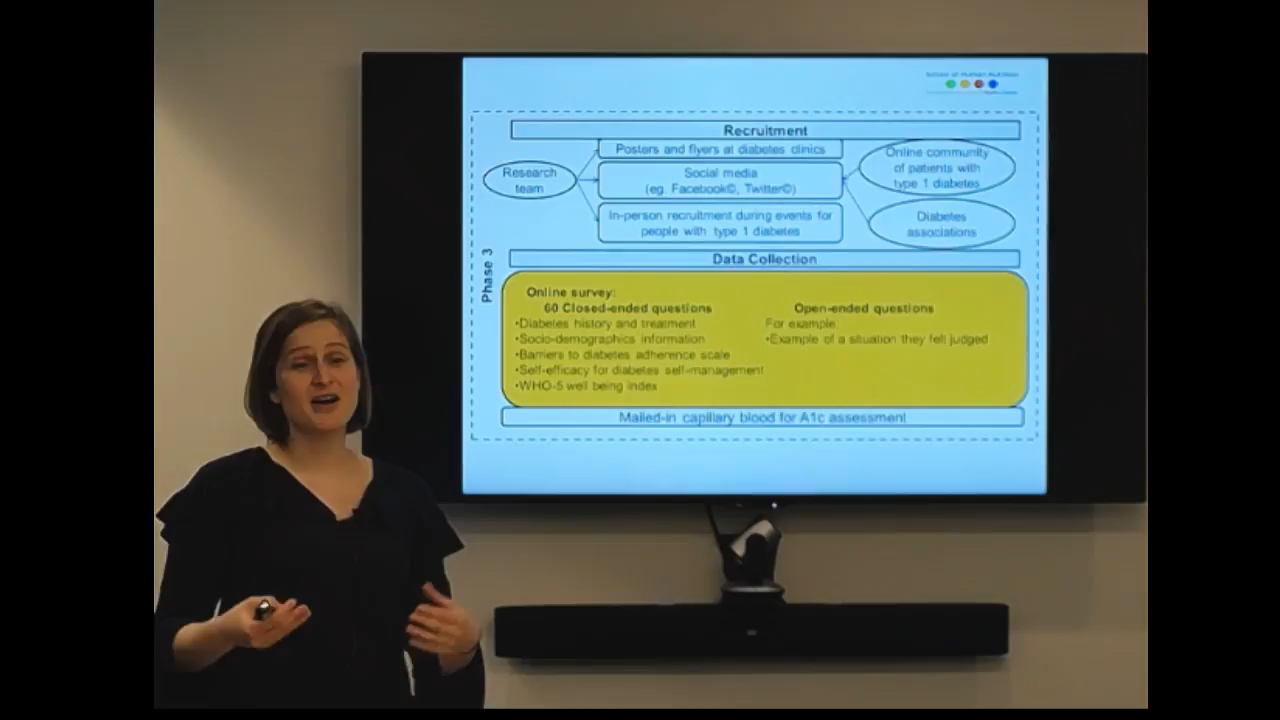 School of Human Nutrition
Recruitment
Posters and flyers at diabetes clinics
Research
team
Social media
(eg. Facebook©, Twitter©)
In-person recruitment during events for
people with type 1 diabetes
Online community
of patients with
type 1 diabetes
Diabetes
associations
Phase 3
Data Collection
Online survey:
60 Closed-ended questions
•Diabetes history and treatment
•Socio-demographics information
•Barriers to diabetes adherence scale
•Self-efficacy for diabetes self-management
•WHO-5 well being index
Open-ended questions
For example:
•Example of a situation they felt judged
Mailed-in capillary blood for A1c assessment